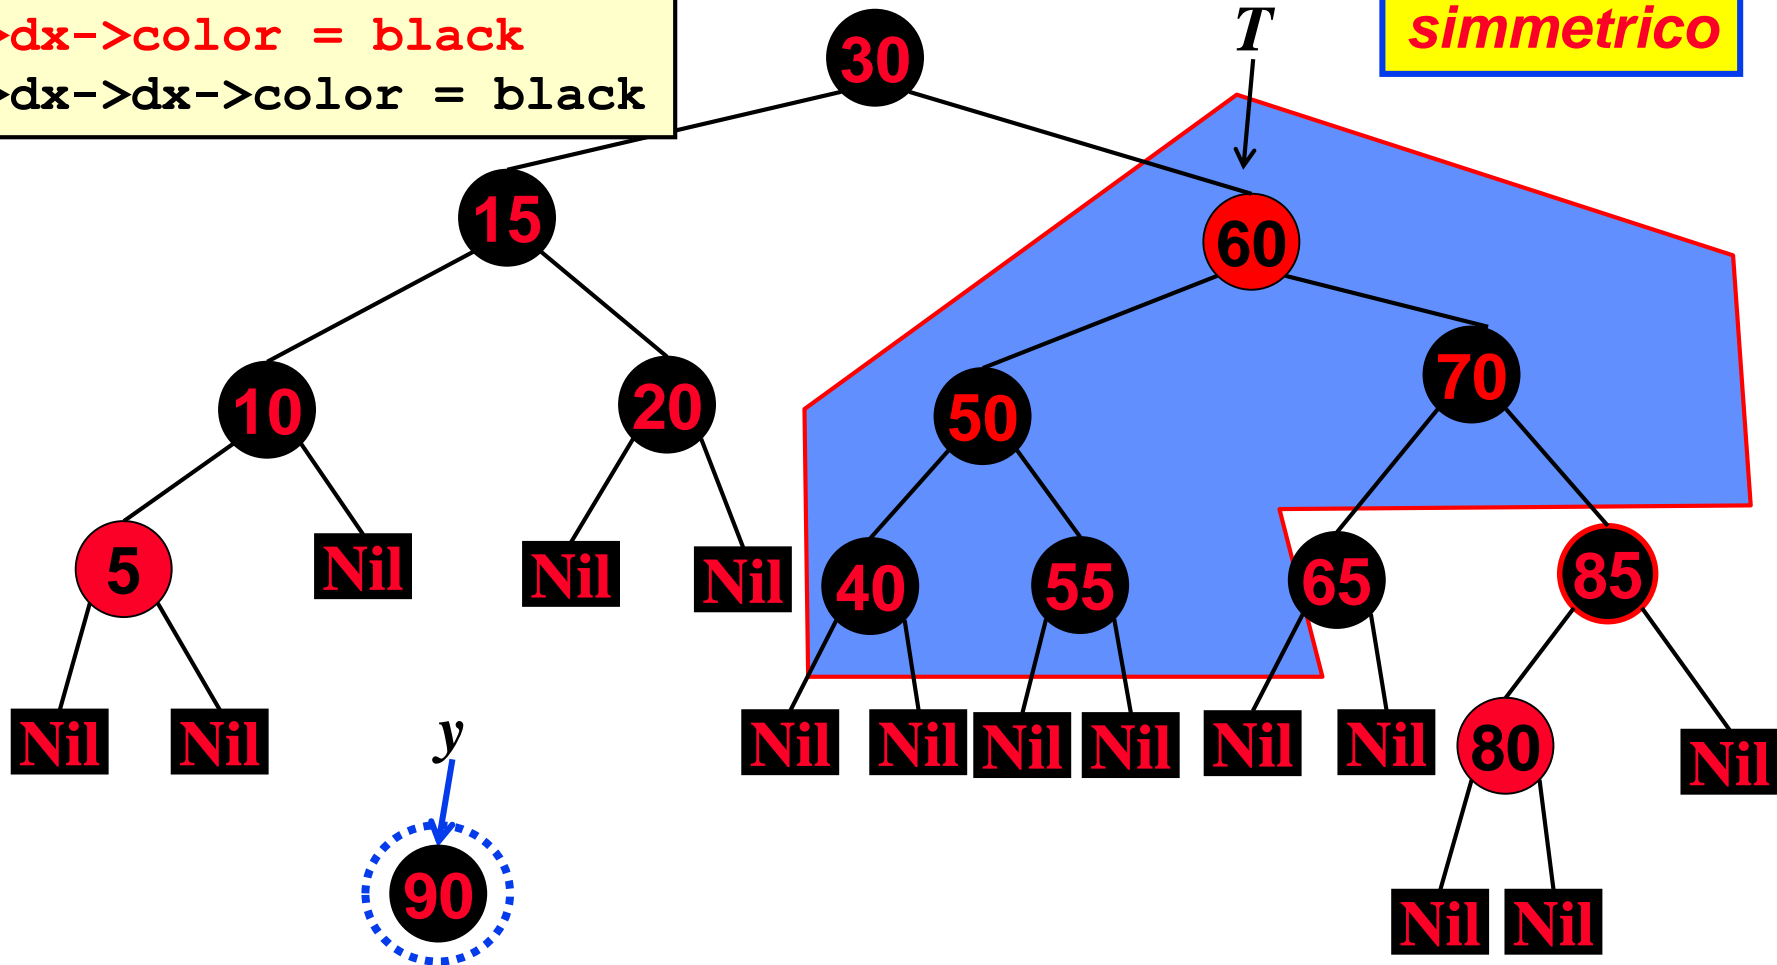 >dx->color = black
>dx->dx->color = black
simmetrico
T
30
15
60
10
20
50
70
5
Nil
Nil
Nil
40
55
65
85
Nil
Nil
y
Nil
Nil
Nil
Nil
Nil
Nil
80
Nil
90
Nil
Nil